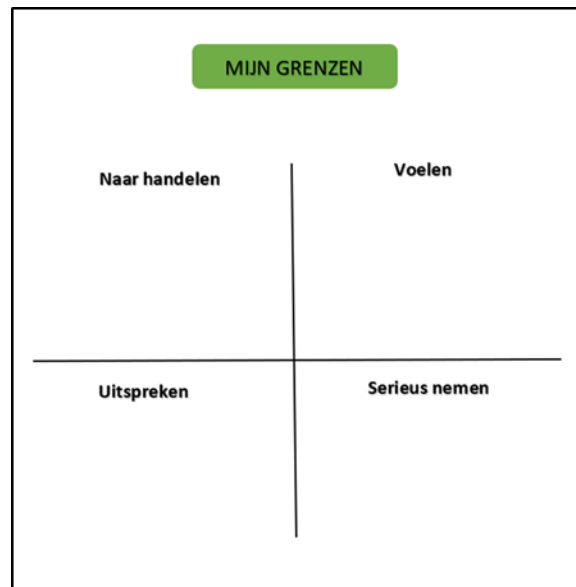 MIJN GRENZEN
Naar handelen
Voelen
Uitspreken
Serieus nemen